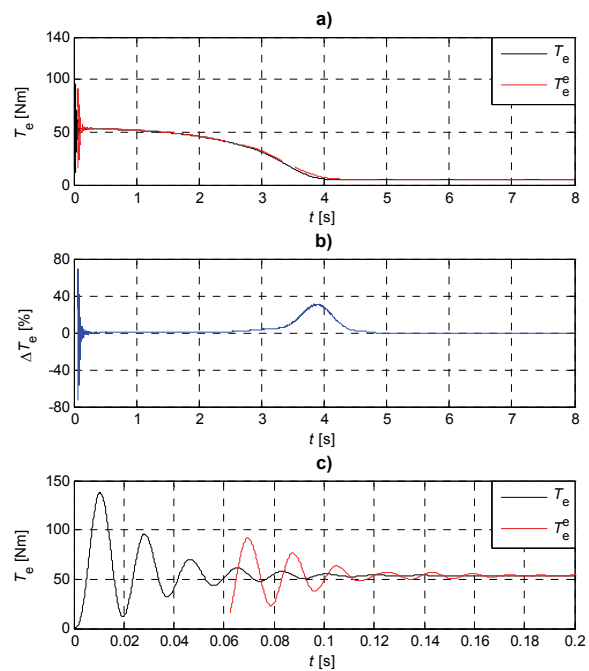 a)
140
100
50
0
T_e [Nm]
T_e
T_e^e
0 1 2 3 4 5 6 7 8
t [s]
b)
80
40
0
-40
-80
ΔT_e [%]
0 1 2 3 4 5 6 7 8
t [s]
c)
150
100
50
0
T_e [Nm]
T_e
T_e^e
0 0.02 0.04 0.06 0.08 0.1 0.12 0.14 0.16 0.18 0.2
t [s]